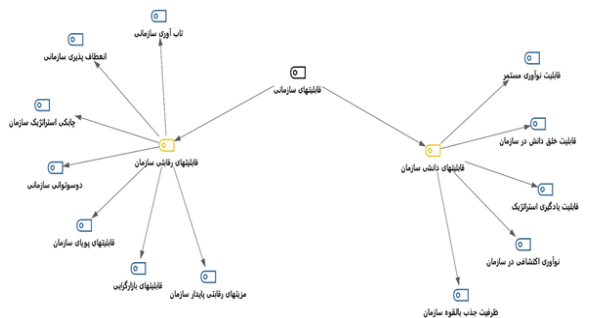 تاب آوری سازمانی
انعطاف پذیری سازمانی
قابلیت نوآوری مستمر
قابلیتهای سازمانی
چابکی استراتژیک سازمان
قابلیت خلق دانش در سازمان
قابلیتهای رقابتی سازمان
قابلیتهای دانشی سازمان
دوسوتوانی سازمانی
قابلیت یادگیری استراتژیک
قابلیتهای پویای سازمان
نوآوری اکتشافی در سازمان
قابلیتهای بازارگرایی
مزیتهای رقابتی پایدار سازمان
ظرفیت جذب بالقوه سازمان